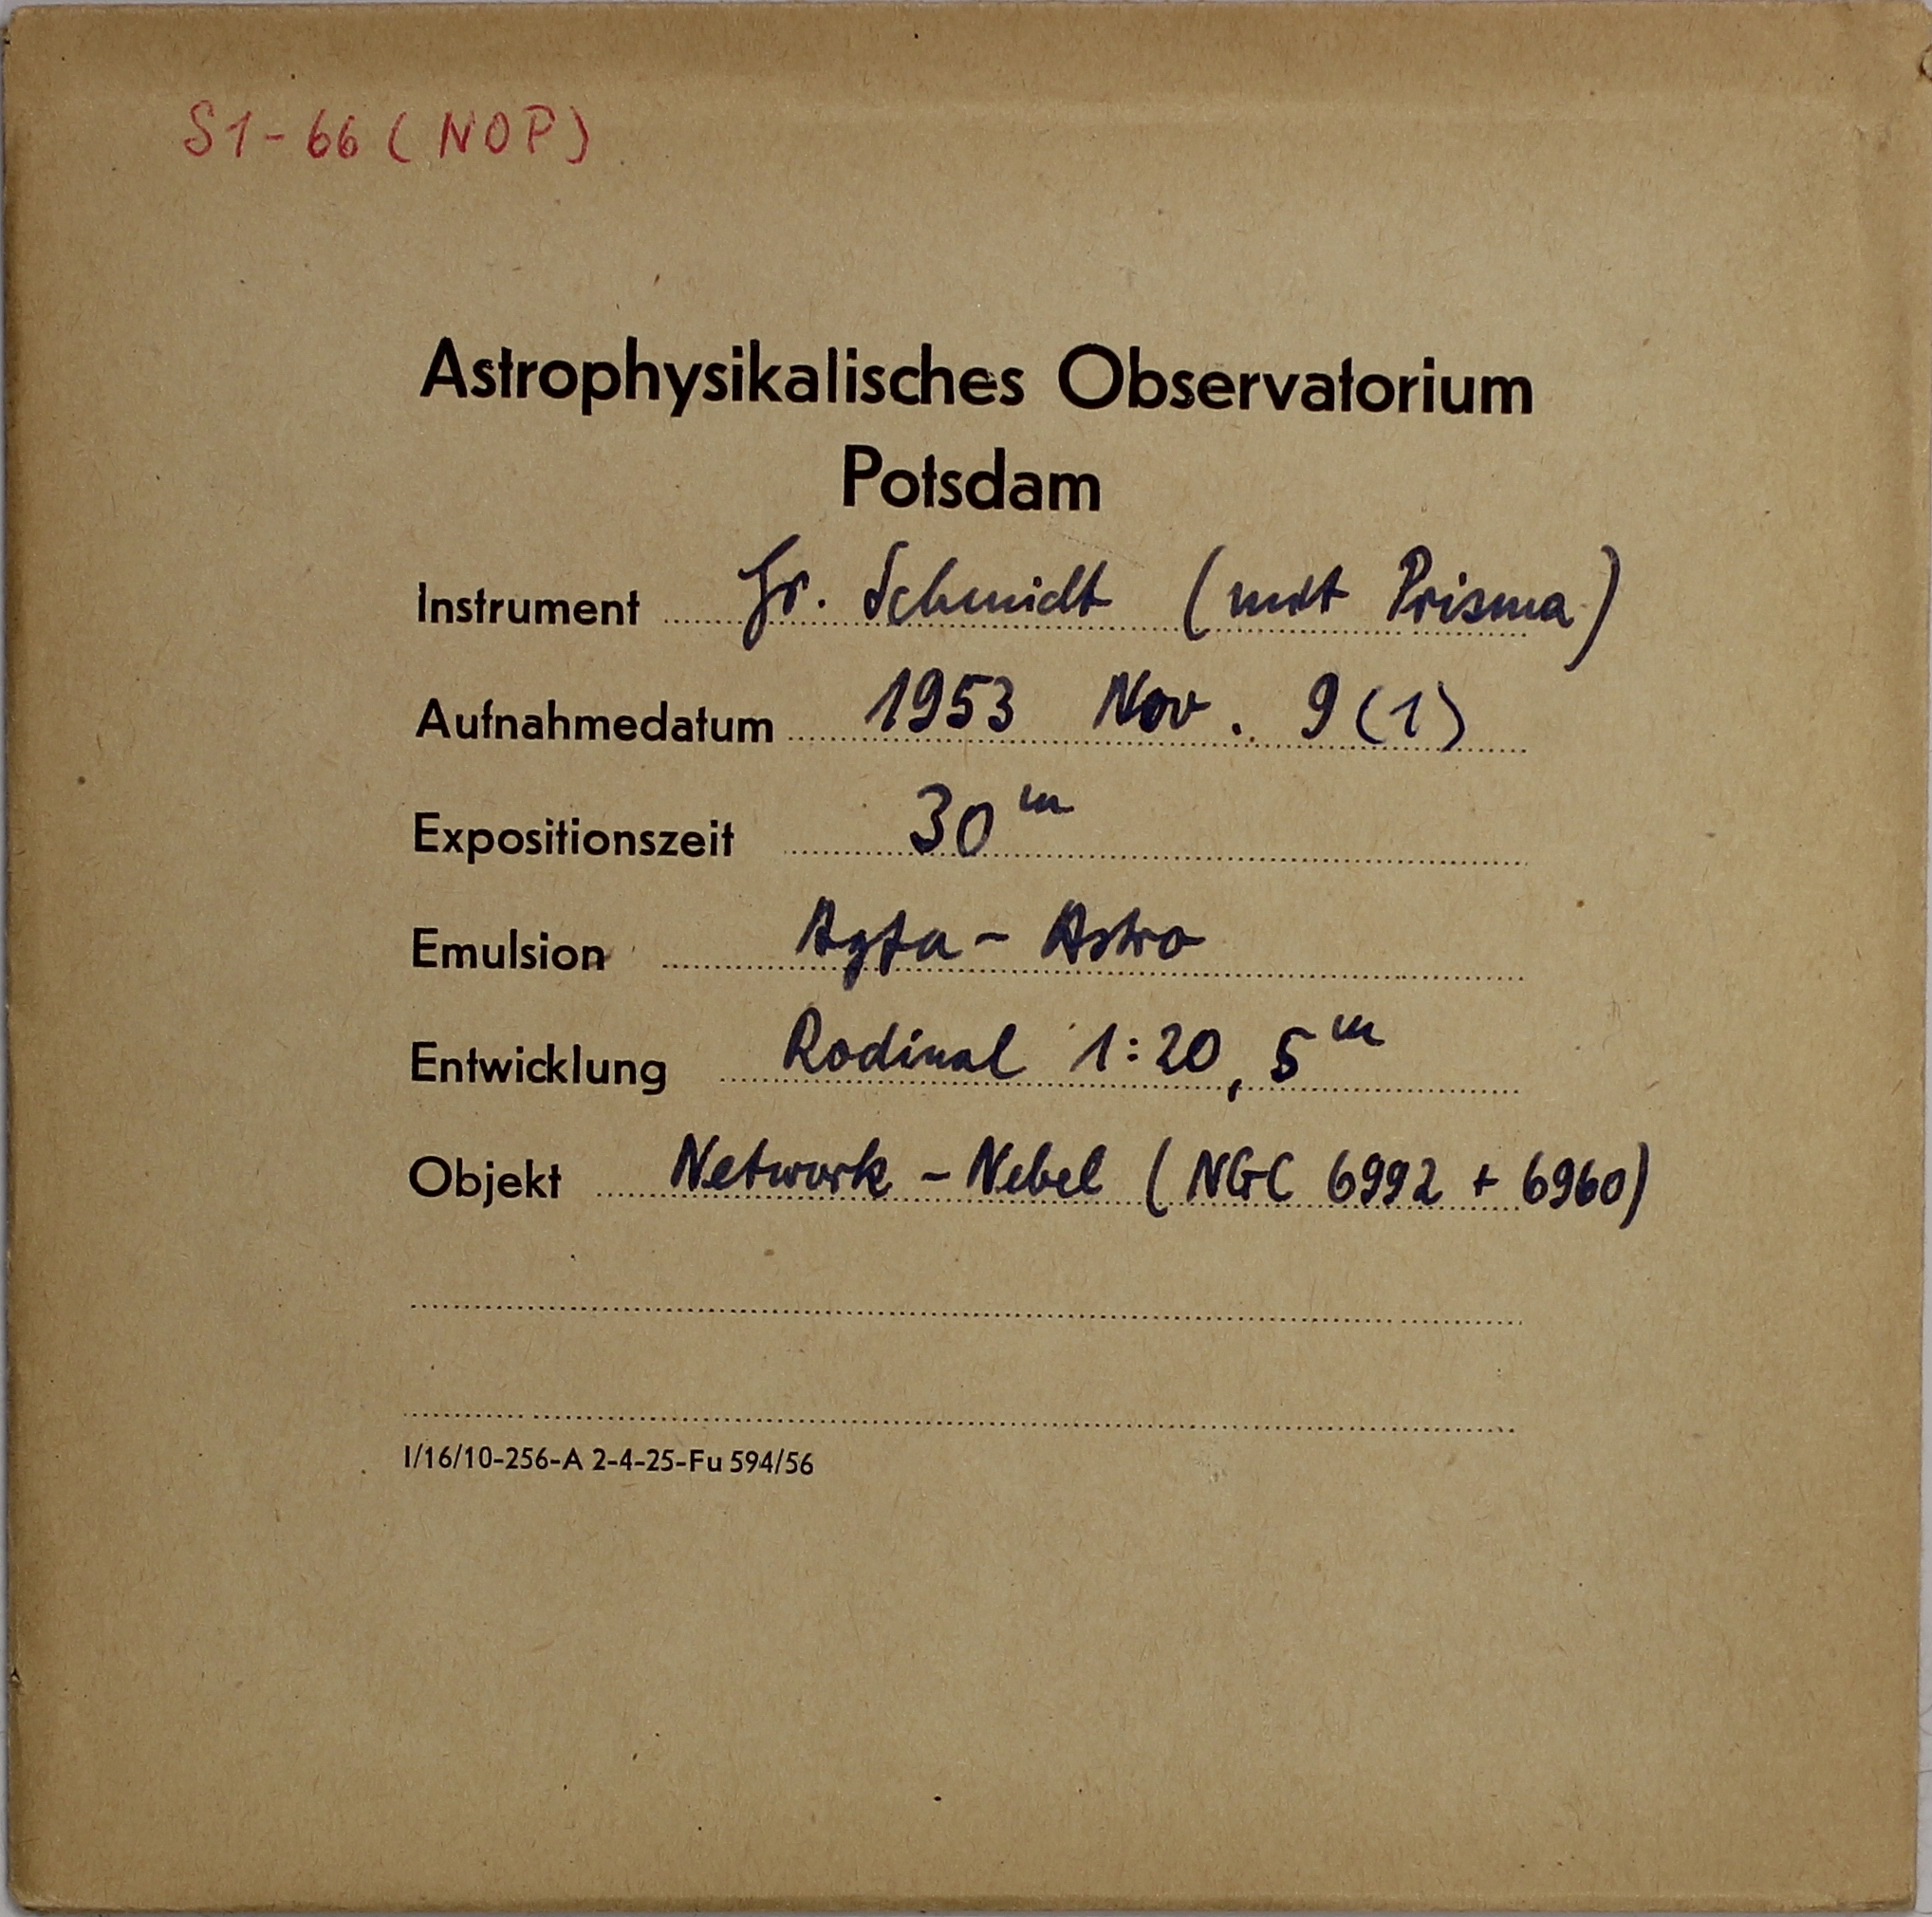 S1-66 (NOP)
Astrophysikalisches Observatorium
Potsdam
Instrument Gr. Schmidt (mit Prisma)
Aufnahmedatum 1953 Nov. 9(1)
Expositionszeit 30 m
Emulsion Agfa - Astro
Entwicklung Rodinal 1:20, 5 m
Objekt Network - Nebel (NGC 6992 + 6960)
I/16/10-256-A 2-4-25-Fu 594/56